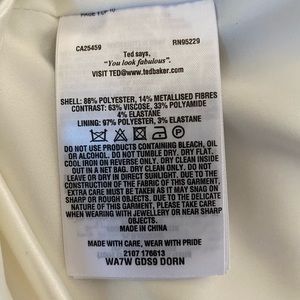 PAGE 1 OF 10
CA25459 RN95229
Ted says,
"You look fabulous".
VISIT TED@WWW.TEDBAKER.COM
SHELL: 86% POLYESTER, 14% METALLISED FIBRES
CONTRAST: 63% VISCOSE, 33% POLYAMIDE
4% ELASTANE
LINING: 97% POLYESTER, 3% ELASTANE
DO NOT USE PRODUCTS CONTAINING BLEACH, OIL
OR ALCOHOL. DO NOT TUMBLE DRY. DRY FLAT.
COOL IRON ON REVERSE ONLY. DRY CLEAN INSIDE
OUT IN A NET BAG. DRY CLEAN ONLY. DO NOT
LEAVE OR DRY IN DIRECT SUNLIGHT. DUE TO THE
CONSTRUCTION OF THE FABRIC OF THIS GARMENT,
EXTRA CARE MUST BE TAKEN AS IT MAY SNAG ON
SHARP OR ROUGH OBJECTS. DUE TO THE DELICATE
NATURE OF THIS GARMENT, PLEASE TAKE CARE
WHEN WEARING WITH JEWELLERY OR NEAR SHARP
OBJECTS.
MADE IN CHINA
MADE WITH CARE, WEAR WITH PRIDE
2107 176613
WA7W GDS9 DORN